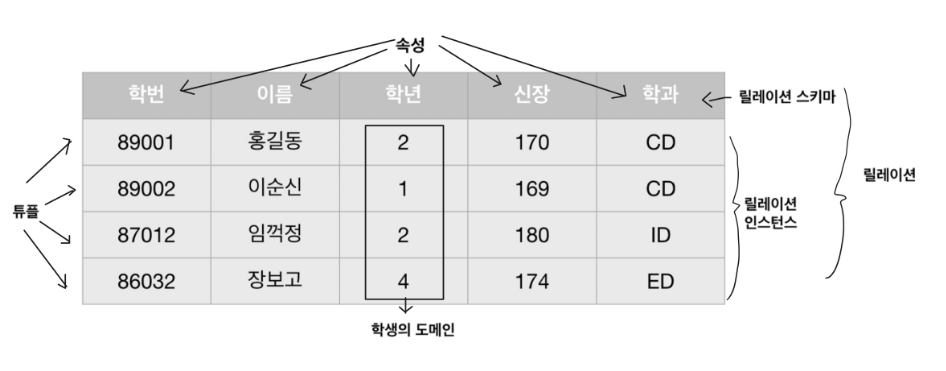 속성
학번 이름 학년 신장 학과
릴레이션 스키마
89001 홍길동 2 170 CD
89002 이순신 1 169 CD
릴레이션
튜플
릴레이션
인스턴스
87012 임꺽정 2 180 ID
86032 장보고 4 174 ED
학생의 도메인